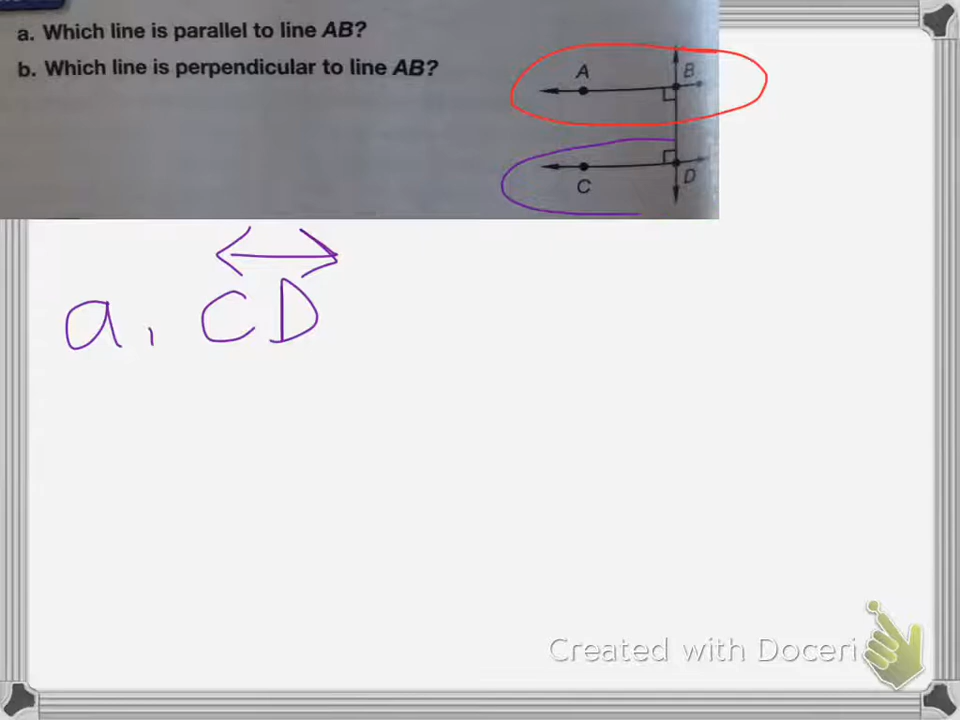 a. Which line is parallel to line AB?
b. Which line is perpendicular to line AB?
A B
C D
a. CD
Created with Doceri